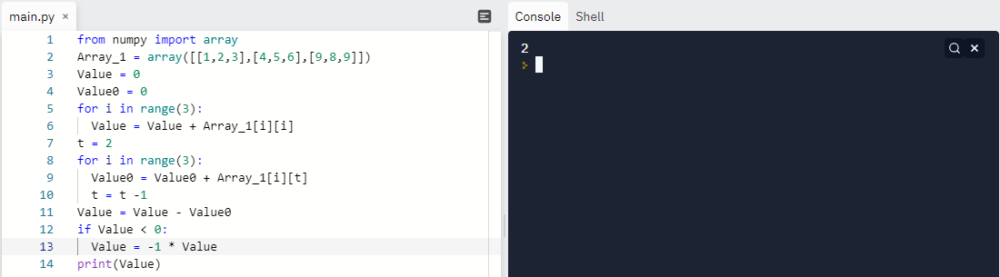 main.py ×
1 from numpy import array
2 Array_1 = array([[1,2,3],[4,5,6],[9,8,9]])
3 Value = 0
4 Value0 = 0
5 for i in range(3):
6   Value = Value + Array_1[i][i]
7 t = 2
8 for i in range(3):
9   Value0 = Value0 + Array_1[i][t]
10   t = t -1
11 Value = Value - Value0
12 if Value < 0:
13   Value = -1 * Value
14 print(Value)
Console Shell
2